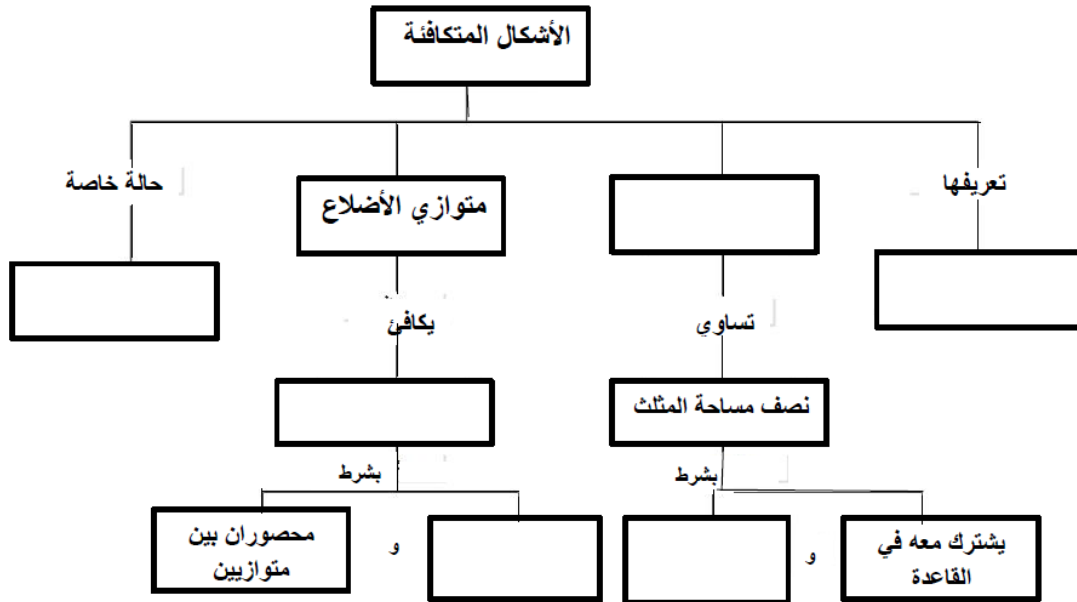 الأشكال المتكافئة
تعريفها
حالة خاصة
متوازي الأضلاع
تساوي
يكافئ
نصف مساحة المثلث
بشرط
بشرط
يشترك معه في
القاعدة
و
و
محصوران بين
متوازيين